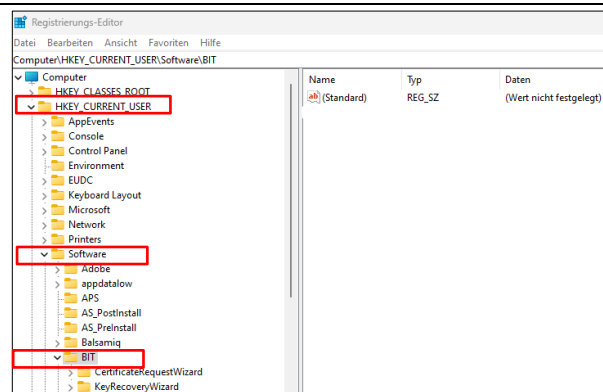 Registrierungs-Editor
Datei Bearbeiten Ansicht Favoriten Hilfe
Computer\HKEY_CURRENT_USER\Software\BIT
Computer
HKEY_CLASSES_ROOT
HKEY_CURRENT_USER
AppEvents
Console
Control Panel
Environment
EUDC
Keyboard Layout
Microsoft
Network
Printers
Software
Adobe
appdatalow
APS
AS_PostInstall
AS_PreInstall
Balsamiq
BIT
CertificateRequestWizard
KeyRecoveryWizard
Name Typ Daten
(Standard) REG_SZ (Wert nicht festgelegt)